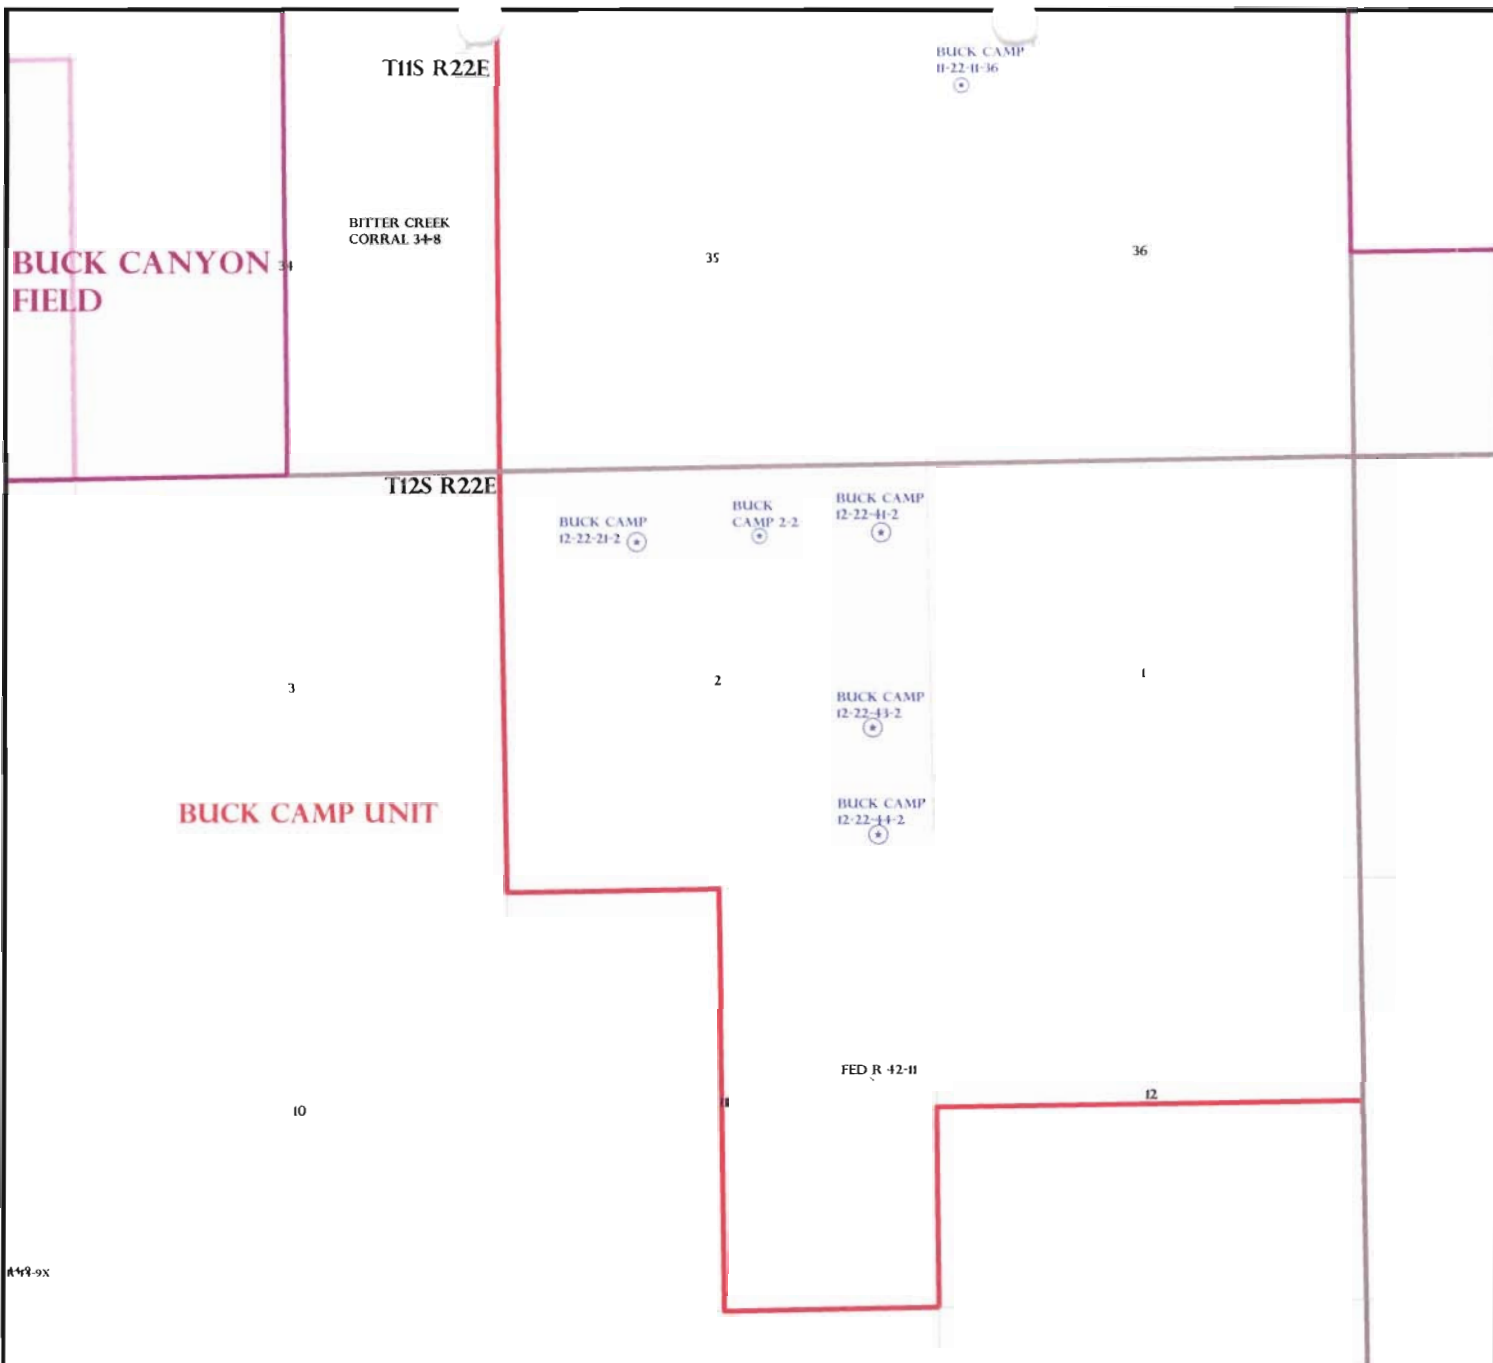 T11S R22E
BUCK CAMP
11-22-11-36
BITTER CREEK
CORRAL 34-8
BUCK CANYON
FIELD
34
35
36
T12S R22E
BUCK CAMP
12-22-21-2
BUCK
CAMP 2-2
BUCK CAMP
12-22-41-2
3
2
1
BUCK CAMP
12-22-43-2
BUCK CAMP UNIT
BUCK CAMP
12-22-44-2
FED R 42-11
10
11
12